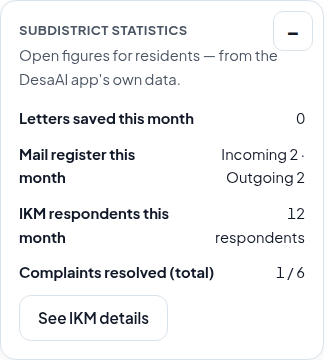 SUBDISTRICT STATISTICS
–
Open figures for residents — from the
DesaAI app's own data.
Letters saved this month 0
Mail register this Incoming 2 ·
month Outgoing 2
IKM respondents this 12
month respondents
Complaints resolved (total) 1 / 6
See IKM details